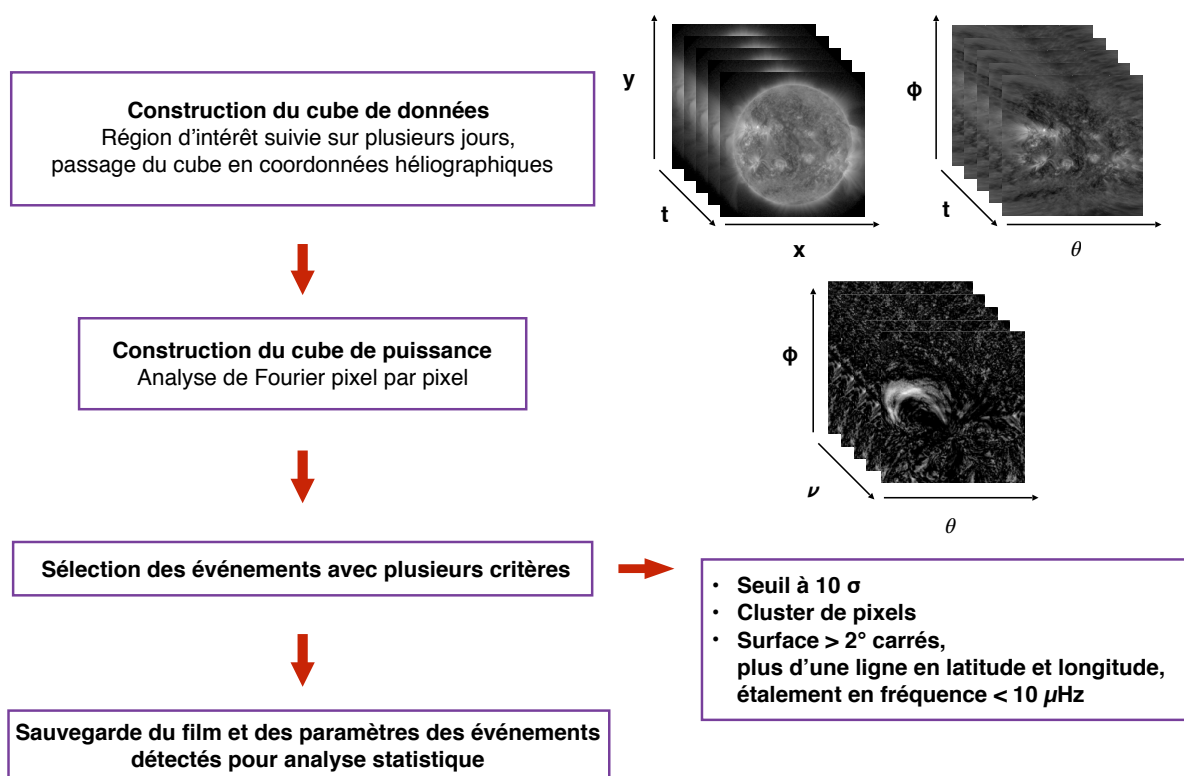 Construction du cube de données
Région d'intérêt suivie sur plusieurs jours,
passage du cube en coordonnées héliographiques
y
t
x
ϕ
t
θ
Construction du cube de puissance
Analyse de Fourier pixel par pixel
ϕ
ν
θ
Sélection des événements avec plusieurs critères
• Seuil à 10 σ
• Cluster de pixels
• Surface > 2° carrés,
plus d'une ligne en latitude et longitude,
étalement en fréquence < 10 μHz
Sauvegarde du film et des paramètres des événements
détectés pour analyse statistique